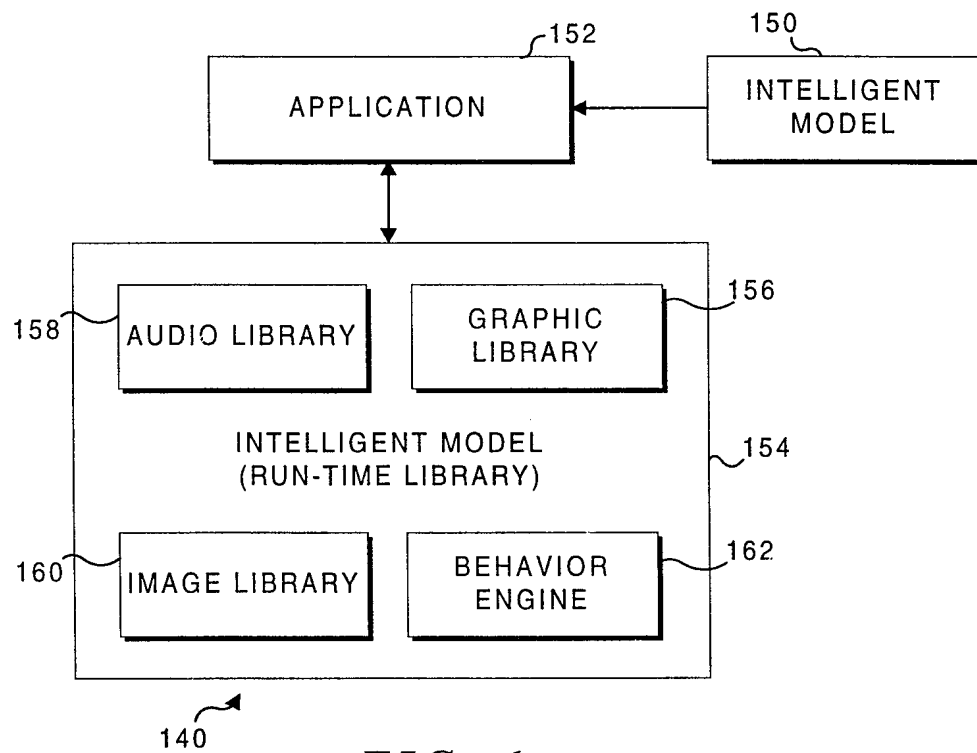 152
150
APPLICATION
INTELLIGENT
MODEL
158
AUDIO LIBRARY
GRAPHIC
LIBRARY
156
INTELLIGENT MODEL
(RUN-TIME LIBRARY)
154
160
IMAGE LIBRARY
BEHAVIOR
ENGINE
162
140